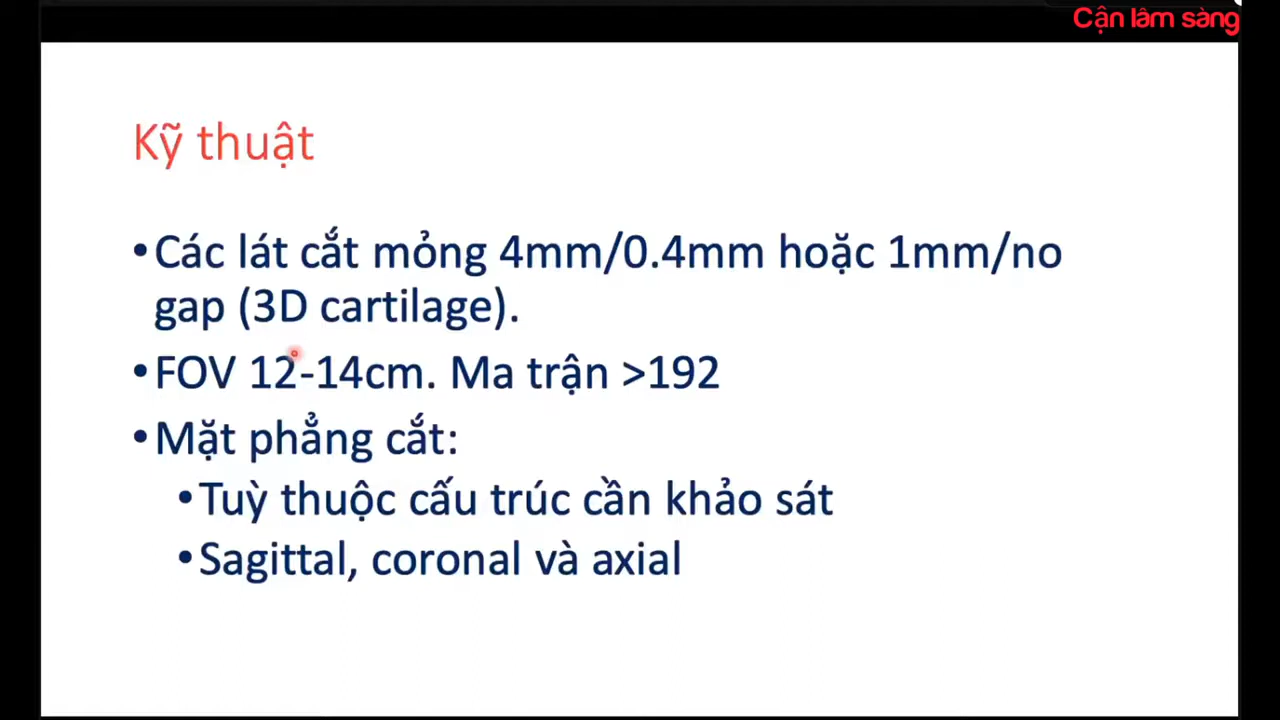 Cận lâm sàng
Kỹ thuật
•Các lát cắt mỏng 4mm/0.4mm hoặc 1mm/no
gap (3D cartilage).
•FOV 12-14cm. Ma trận >192
•Mặt phẳng cắt:
•Tuỳ thuộc cấu trúc cần khảo sát
•Sagittal, coronal và axial